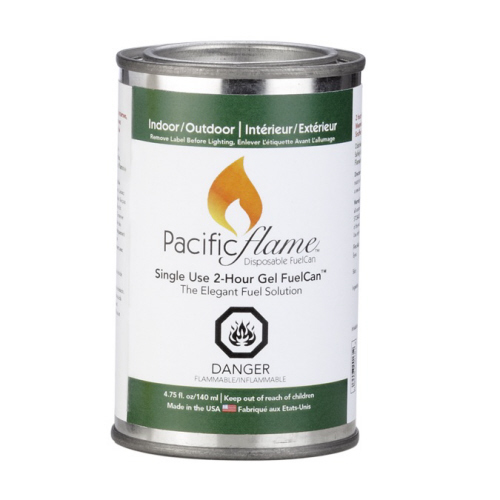 Indoor/Outdoor | Intérieur/Extérieur
Remove Label Before Lighting, Enlever L'étiquette Avant L'allumage
Pacific flame™
Disposable FuelCan
Single Use 2-Hour Gel FuelCan™
The Elegant Fuel Solution
DANGER
FLAMMABLE/INFLAMMABLE
4.75 fl. oz/140 ml | Keep out of reach of children
Made in the USA Fabriqué aux Etats-Unis